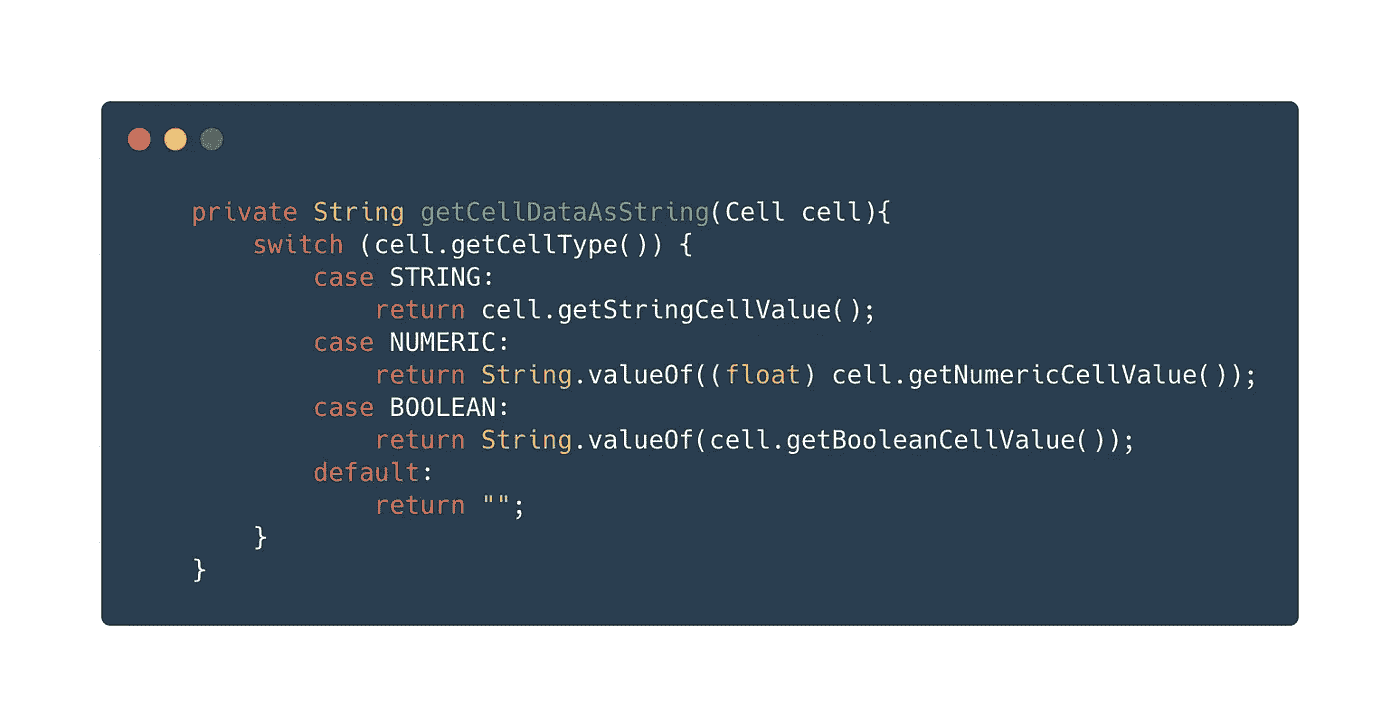 private String getCellDataAsString(Cell cell){
    switch (cell.getCellType()) {
        case STRING:
            return cell.getStringCellValue();
        case NUMERIC:
            return String.valueOf((float) cell.getNumericCellValue());
        case BOOLEAN:
            return String.valueOf(cell.getBooleanCellValue());
        default:
            return "";
    }
}